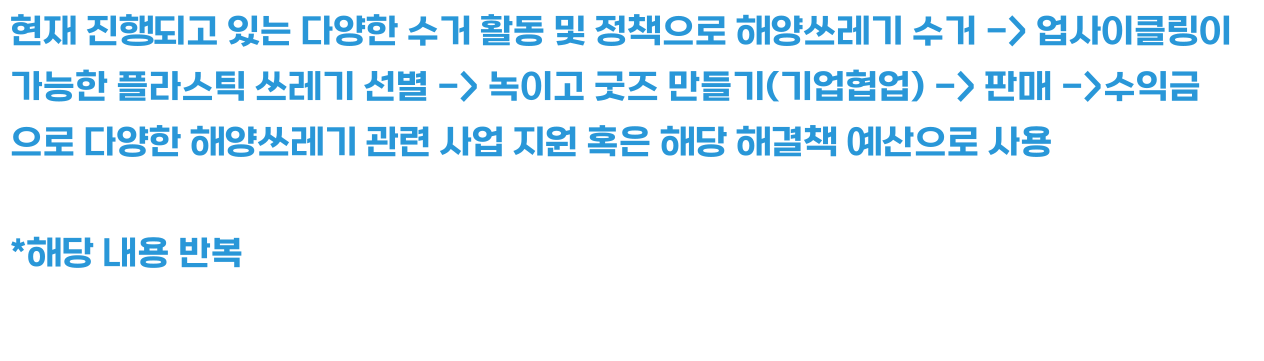 현재 진행되고 있는 다양한 수거 활동 및 정책으로 해양쓰레기 수거 -> 업사이클링이
가능한 플라스틱 쓰레기 선별 -> 녹이고 굿즈 만들기(기업협업) -> 판매 ->수익금
으로 다양한 해양쓰레기 관련 사업 지원 혹은 해당 해결책 예산으로 사용
*해당 내용 반복